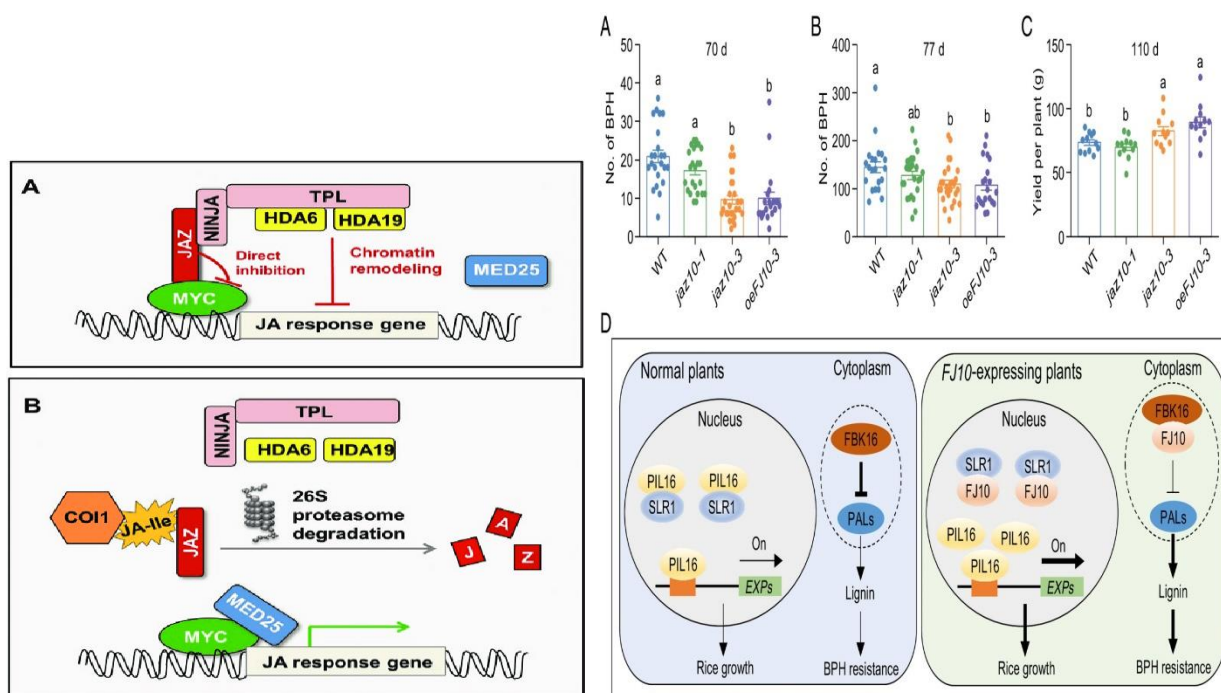 A
TPL
NINJA
HDA6
HDA19
JAZ
Direct
inhibition
Chromatin
remodeling
MED25
MYC
JA response gene
B
TPL
NINJA
HDA6
HDA19
COI1
JA-Ile
JAZ
26S
proteasome
degradation
J
A
Z
MED25
MYC
JA response gene
A
70 d
No. of BPH
50
40
30
20
10
0
a
a
b
b
WT
jaz10-1
jaz10-3
oeFJ10-3
B
77 d
No. of BPH
400
300
200
100
0
a
ab
b
b
WT
jaz10-1
jaz10-3
oeFJ10-3
C
110 d
Yield per plant (g)
150
100
50
0
b
b
a
a
WT
jaz10-1
jaz10-3
oeFJ10-3
D
Normal plants
Cytoplasm
Nucleus
FBK16
PIL16
PIL16
SLR1
SLR1
PALs
On
PIL16
EXPs
Lignin
Rice growth
BPH resistance
FJ10-expressing plants
Cytoplasm
Nucleus
FBK16
FJ10
SLR1
SLR1
FJ10
FJ10
PALs
PIL16
PIL16
On
PIL16
EXPs
Lignin
Rice growth
BPH resistance